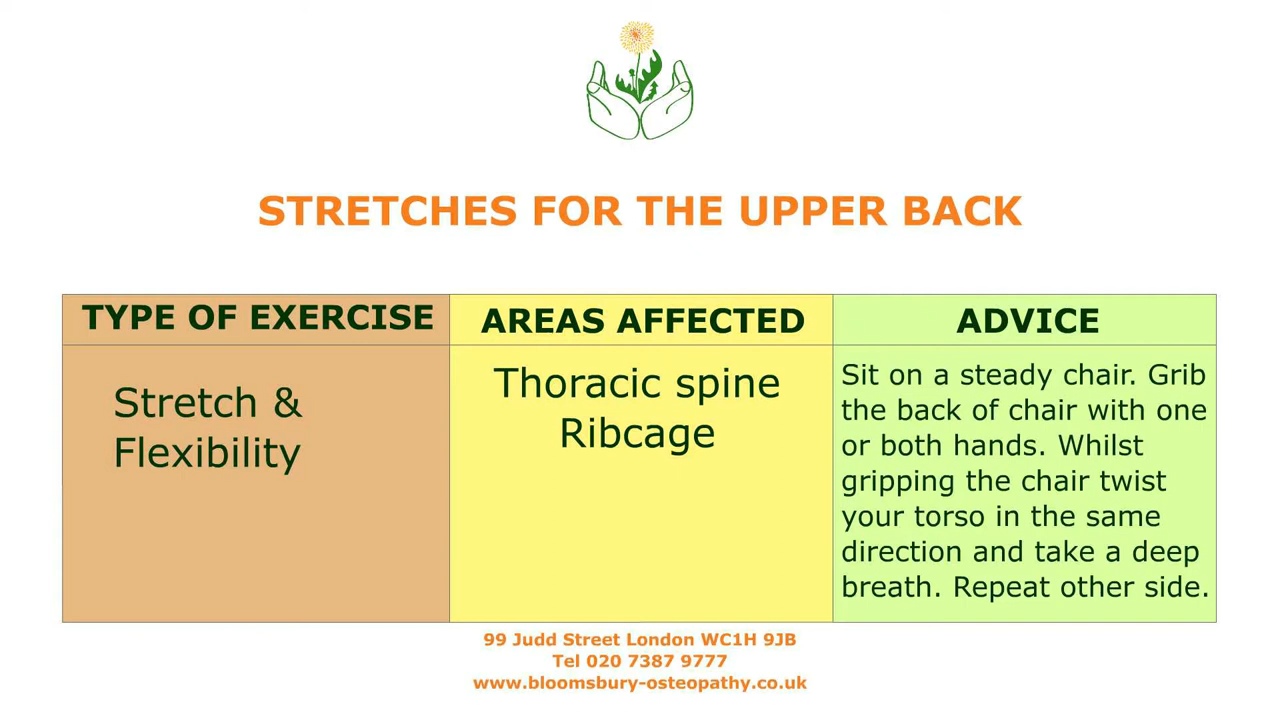 STRETCHES FOR THE UPPER BACK
TYPE OF EXERCISE
AREAS AFFECTED
ADVICE
Stretch &
Flexibility
Thoracic spine
Ribcage
Sit on a steady chair. Grib
the back of chair with one
or both hands. Whilst
gripping the chair twist
your torso in the same
direction and take a deep
breath. Repeat other side.
99 Judd Street London WC1H 9JB
Tel 020 7387 9777
www.bloomsbury-osteopathy.co.uk